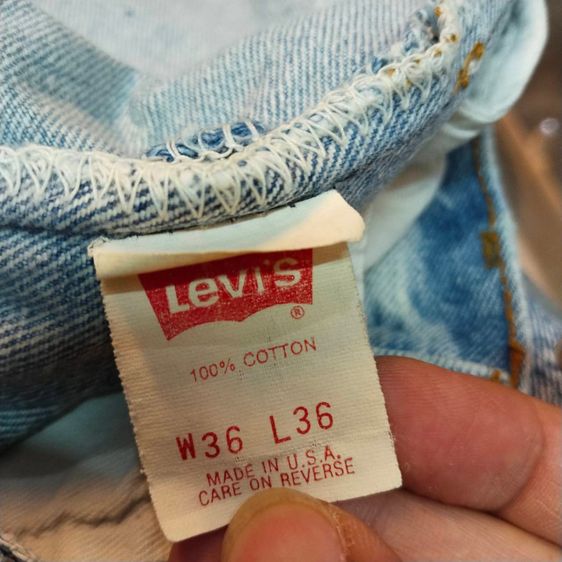 Levi's
®
100% COTTON
W36 L36
MADE IN U.S.A.
CARE ON REVERSE